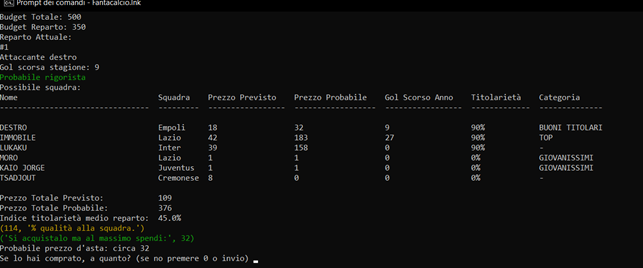 Prompt dei comandi - Fantacalcio.lnk
Budget Totale: 500
Budget Reparto: 350
Reparto Attuale:
#1
Attaccante destro
Gol scorsa stagione: 9
Probabile rigorista
Possibile squadra:
Nome Squadra Prezzo Previsto Prezzo Probabile Gol Scorso Anno Titolarietà Categoria
DESTRO Empoli 18 32 9 90% BUONI TITOLARI
IMMOBILE Lazio 42 183 27 90% TOP
LUKAKU Inter 39 158 0 90% -
MORO Lazio 1 1 0 0% GIOVANISSIMI
KAIO JORGE Juventus 1 1 0 0% GIOVANISSIMI
TSADJOUT Cremonese 8 0 0 0% -
Prezzo Totale Previsto: 109
Prezzo Totale Probabile: 376
Indice titolarietà medio reparto: 45.0%
(114, '% qualità alla squadra.')
('Si acquistalo ma al massimo spendi:', 32)
Probabile prezzo d'asta: circa 32
Se lo hai comprato, a quanto? (se no premere 0 o invio)